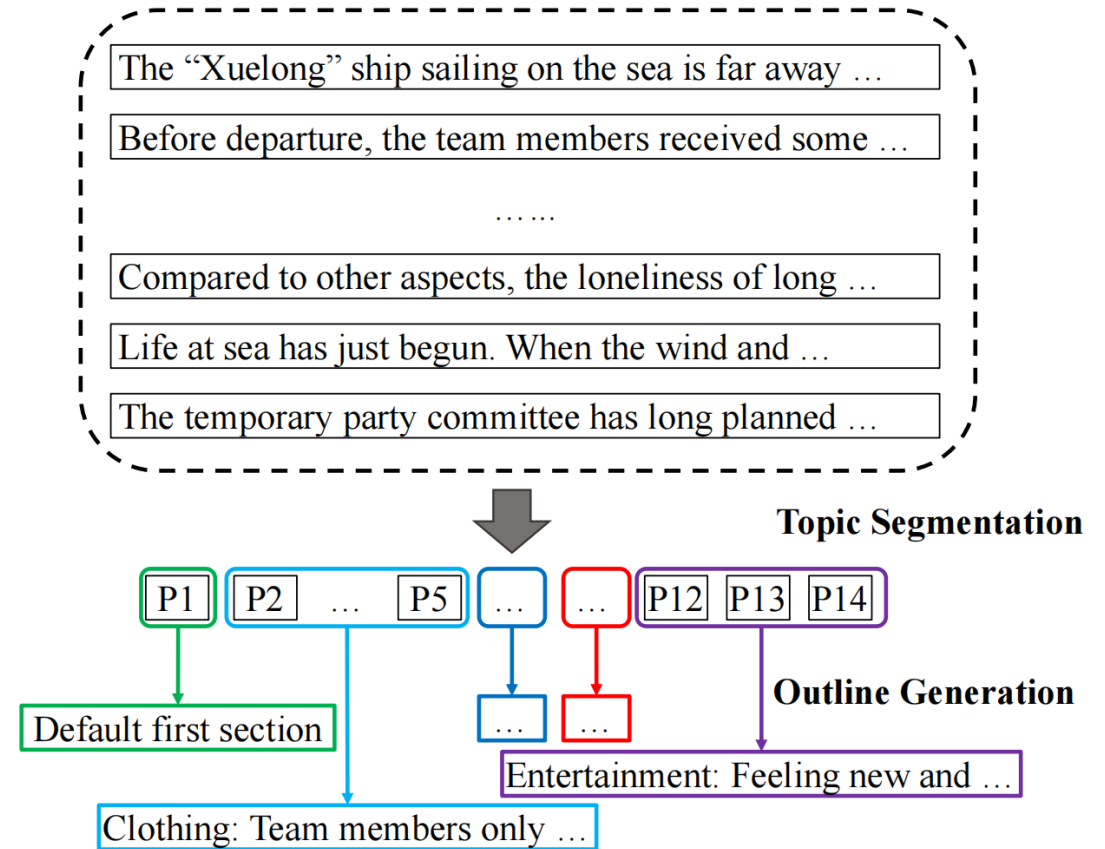 The “Xuelong” ship sailing on the sea is far away …
Before departure, the team members received some …
…...
Compared to other aspects, the loneliness of long …
Life at sea has just begun. When the wind and …
The temporary party committee has long planned …
Topic Segmentation
P1 P2 … P5 … … P12 P13 P14
Outline Generation
Default first section … …
Entertainment: Feeling new and …
Clothing: Team members only …